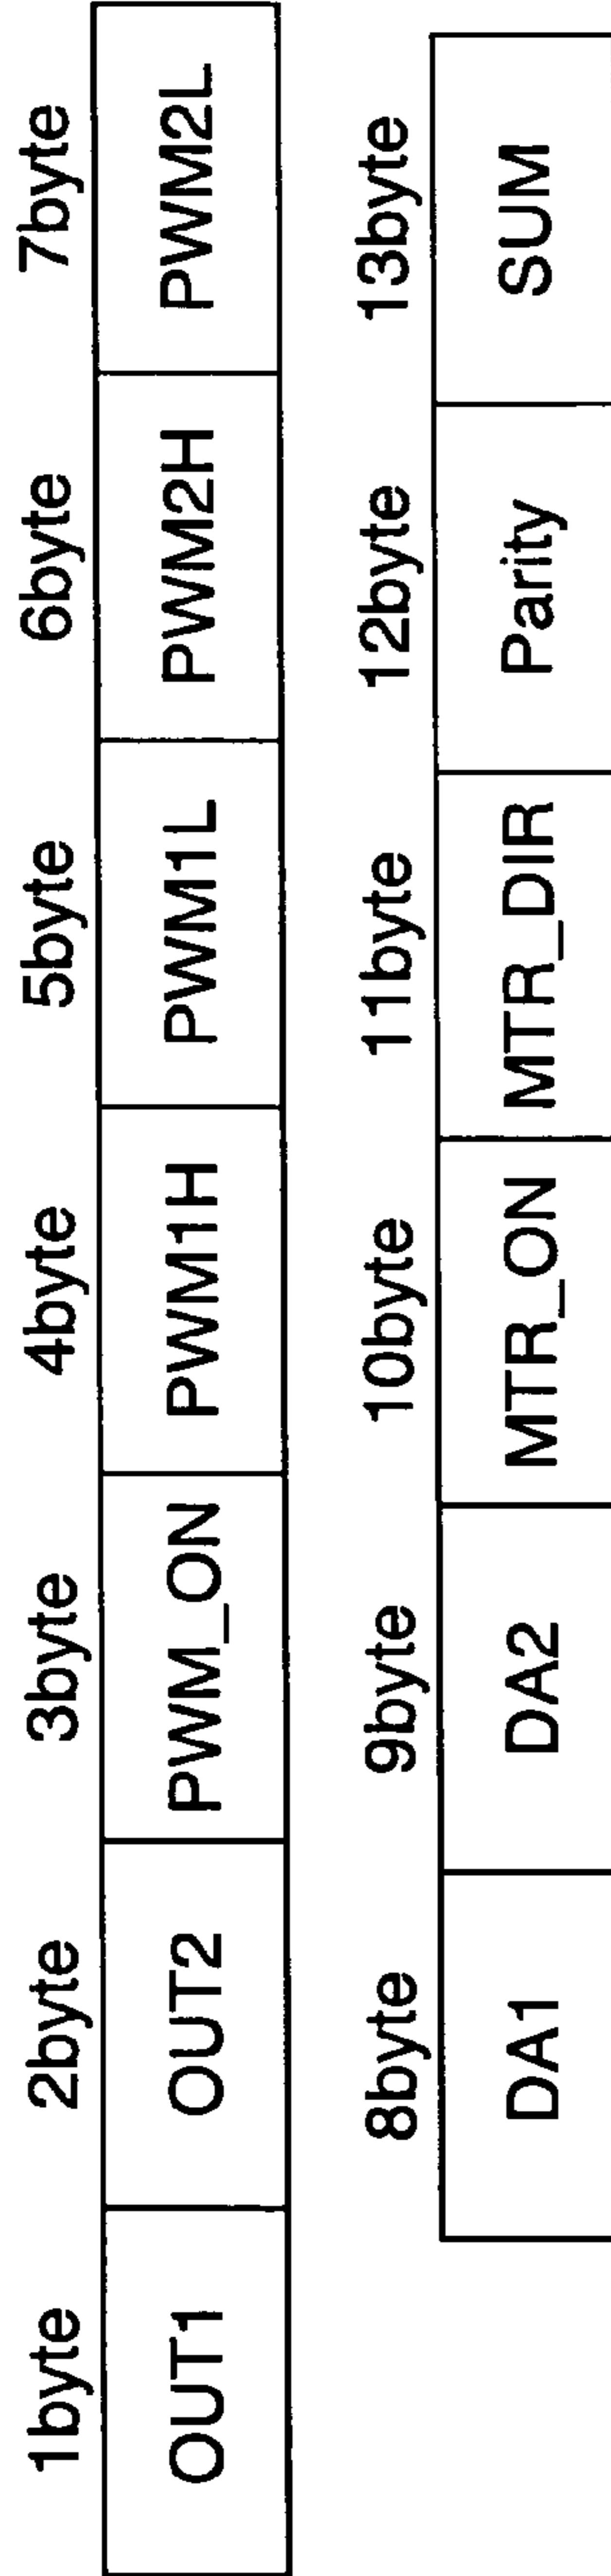 1byte 2byte 3byte 4byte 5byte 6byte 7byte
OUT1 OUT2 PWM_ON PWM1H PWM1L PWM2H PWM2L
8byte 9byte 10byte 11byte 12byte 13byte
DA1 DA2 MTR_ON MTR_DIR Parity SUM